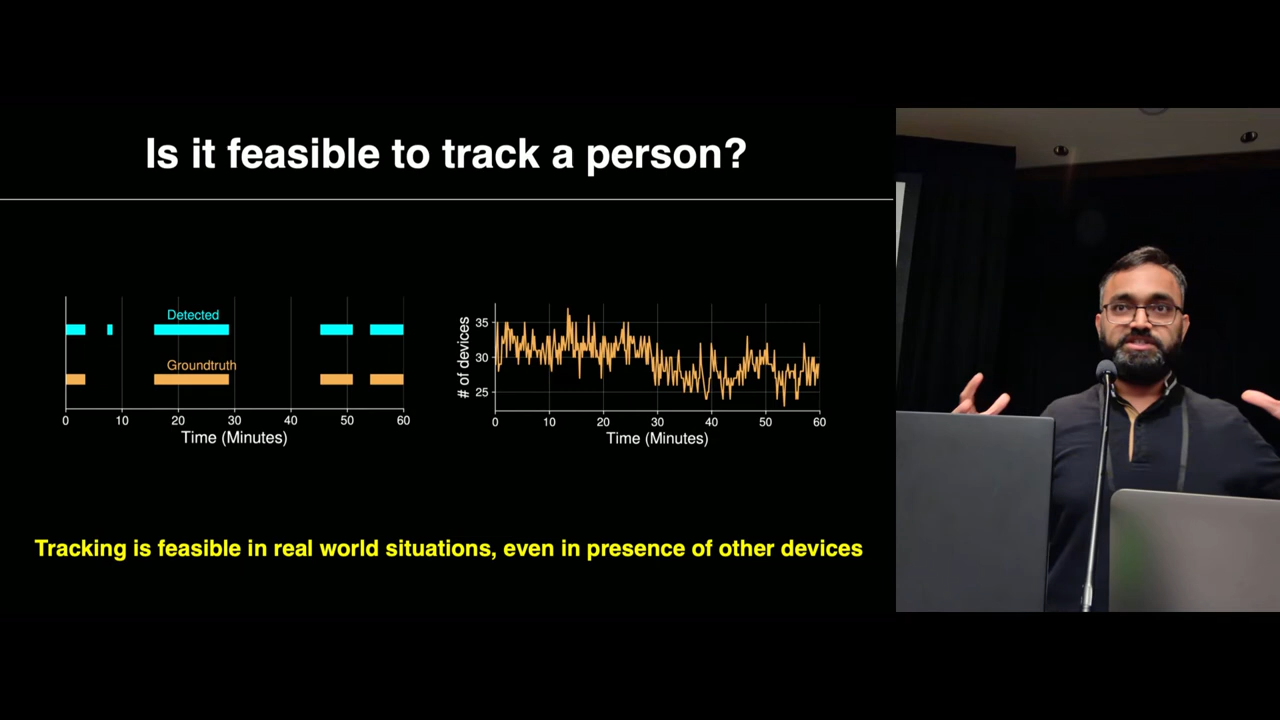 Is it feasible to track a person?
Detected
Groundtruth
0 10 20 30 40 50 60
Time (Minutes)
# of devices
35
30
25
0 10 20 30 40 50 60
Time (Minutes)
Tracking is feasible in real world situations, even in presence of other devices